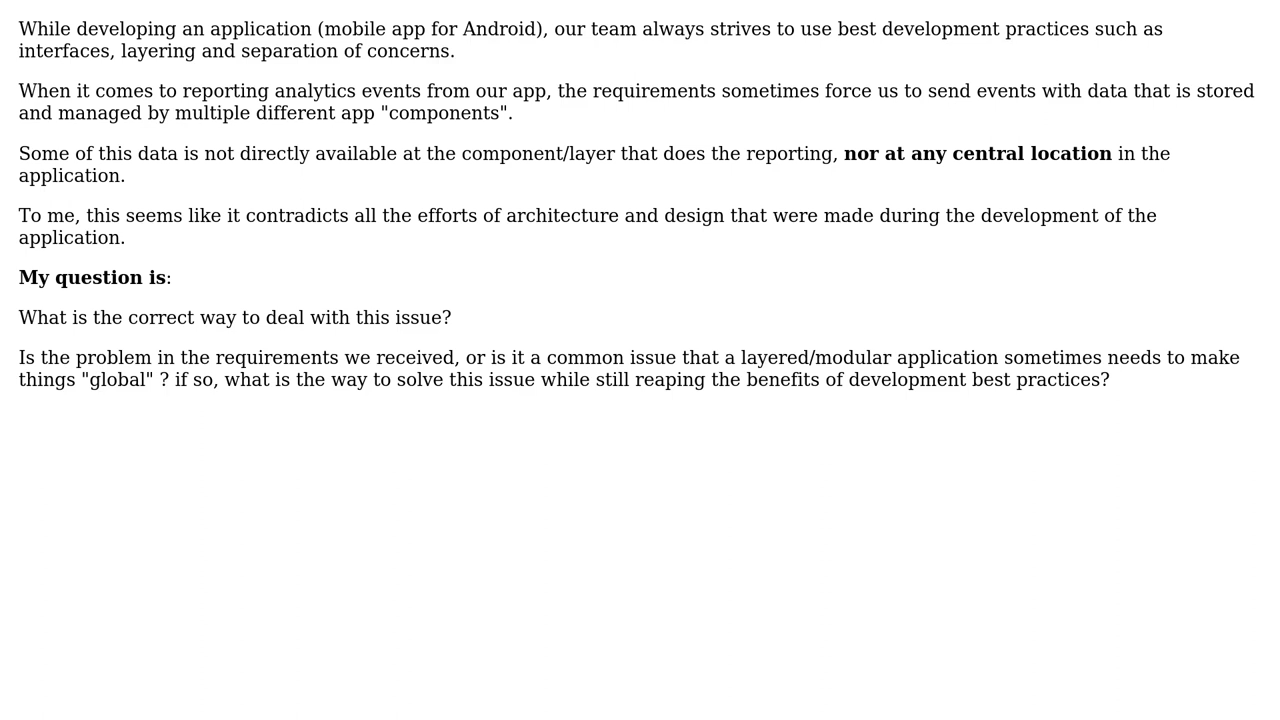 While developing an application (mobile app for Android), our team always strives to use best development practices such as
interfaces, layering and separation of concerns.
When it comes to reporting analytics events from our app, the requirements sometimes force us to send events with data that is stored
and managed by multiple different app "components".
Some of this data is not directly available at the component/layer that does the reporting, nor at any central location in the
application.
To me, this seems like it contradicts all the efforts of architecture and design that were made during the development of the
application.
My question is:
What is the correct way to deal with this issue?
Is the problem in the requirements we received, or is it a common issue that a layered/modular application sometimes needs to make
things "global" ? if so, what is the way to solve this issue while still reaping the benefits of development best practices?